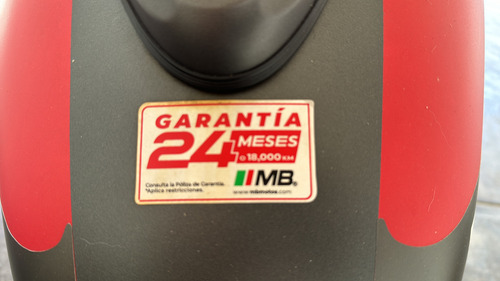 GARANTÍA
24 MESES
O 18,000 KM
Consulta la Póliza de Garantía.
*Aplica restricciones.
MB®
www.mbmotos.com